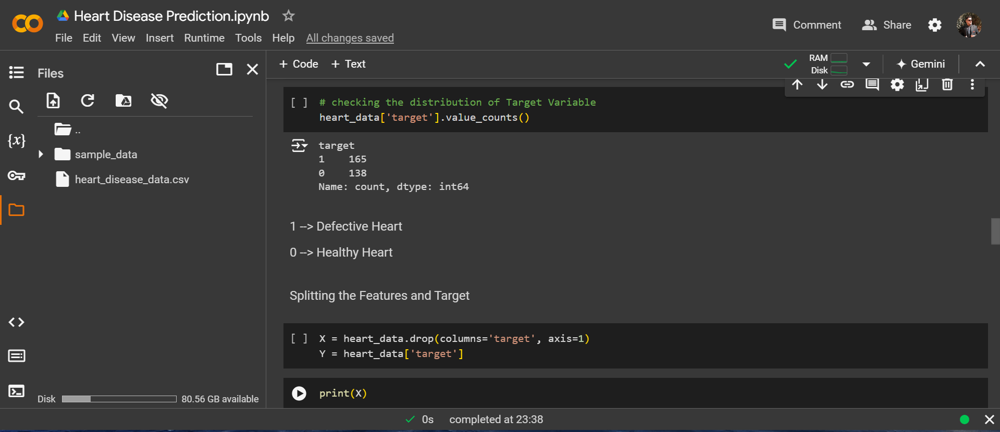 Heart Disease Prediction.ipynb
File Edit View Insert Runtime Tools Help All changes saved
Comment Share
Files
+ Code + Text
RAM
Disk
Gemini
..
sample_data
heart_disease_data.csv
{x}
[ ] # checking the distribution of Target Variable
heart_data['target'].value_counts()
target
1 165
0 138
Name: count, dtype: int64
1 --> Defective Heart
0 --> Healthy Heart
Splitting the Features and Target
[ ] X = heart_data.drop(columns='target', axis=1)
Y = heart_data['target']
print(X)
Disk 80.56 GB available
0s completed at 23:38